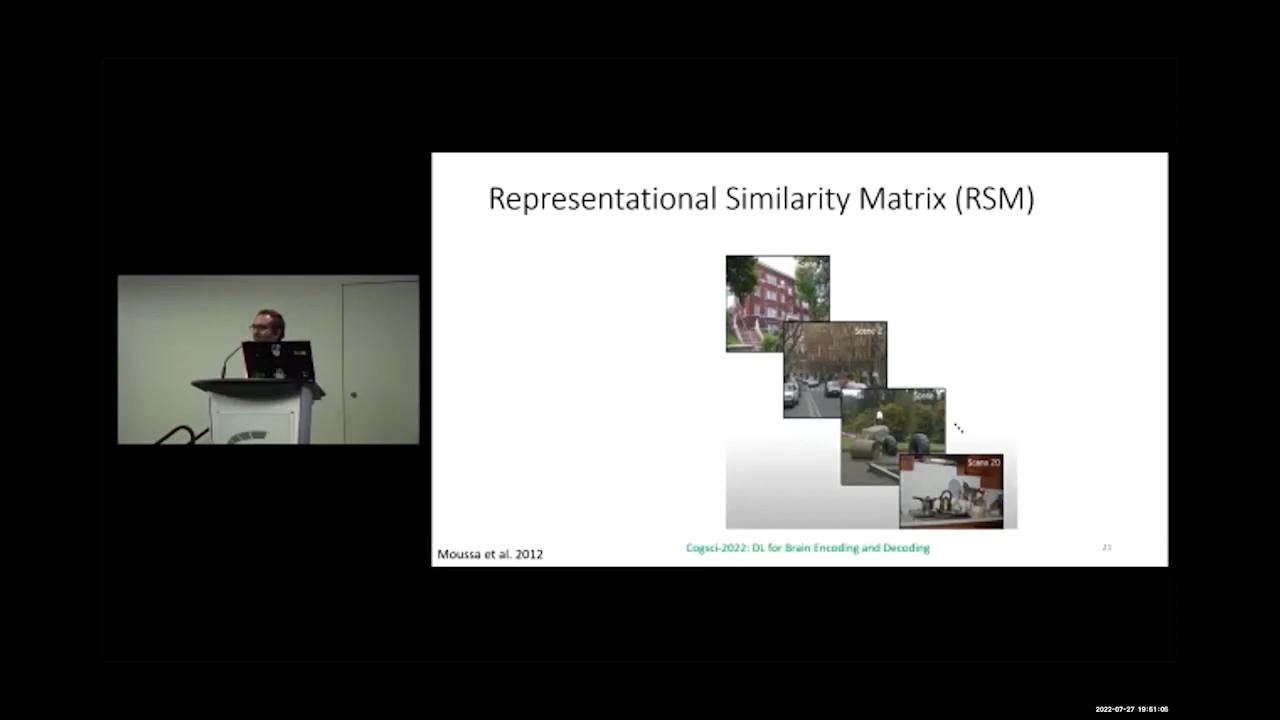 Representational Similarity Matrix (RSM)
Scene 2
Scene 20
Moussa et al. 2012
Cogsci-2022: DL for Brain Encoding and Decoding
21
2022-07-27 19:51:05